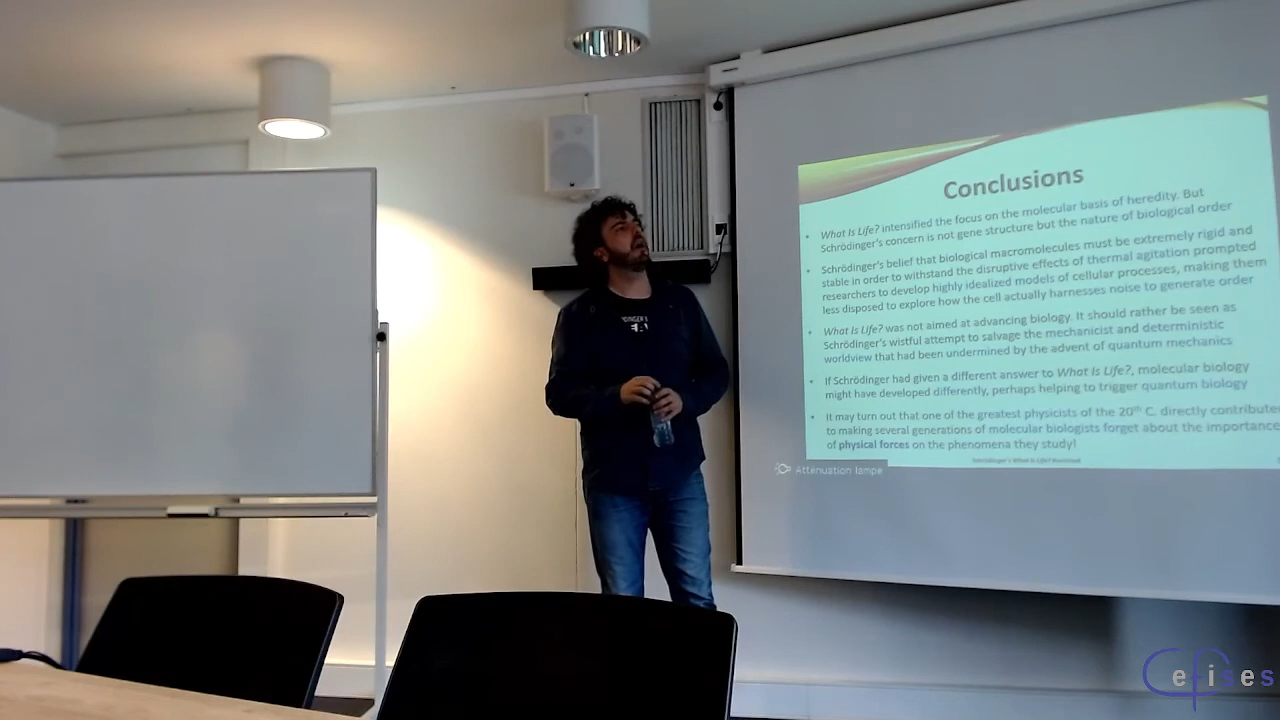 Conclusions
What Is Life? intensified the focus on the molecular basis of heredity. But
Schrödinger's concern is not gene structure but the nature of biological order
Schrödinger's belief that biological macromolecules must be extremely rigid and
stable in order to withstand the disruptive effects of thermal agitation prompted
researchers to develop highly idealized models of cellular processes, making them
less disposed to explore how the cell actually harnesses noise to generate order
What Is Life? was not aimed at advancing biology. It should rather be seen as
Schrödinger's wistful attempt to salvage the mechanicist and deterministic
worldview that had been undermined by the advent of quantum mechanics
If Schrödinger had given a different answer to What Is Life?, molecular biology
might have developed differently, perhaps helping to trigger quantum biology
It may turn out that one of the greatest physicists of the 20th C. directly contribute
to making several generations of molecular biologists forget about the importance
of physical forces on the phenomena they study!
Schrödinger's What Is Life? Revisited
Atténuation lampe
Cefises